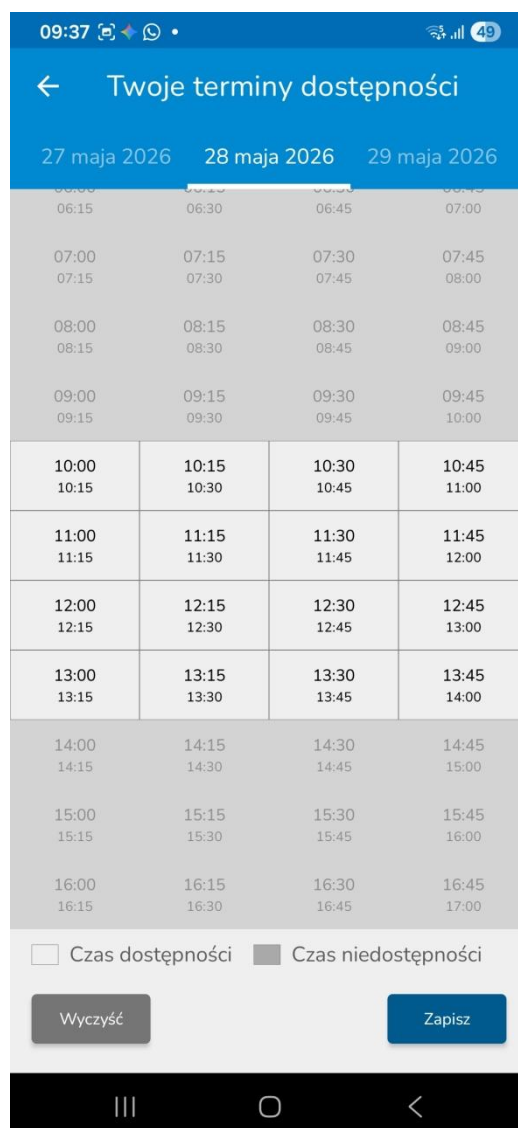 09:37
49
Twoje terminy dostępności
27 maja 2026 28 maja 2026 29 maja 2026
06:00 06:15 06:30 06:45
06:15 06:30 06:45 07:00
07:00 07:15 07:30 07:45
07:15 07:30 07:45 08:00
08:00 08:15 08:30 08:45
08:15 08:30 08:45 09:00
09:00 09:15 09:30 09:45
09:15 09:30 09:45 10:00
10:00 10:15 10:30 10:45
10:15 10:30 10:45 11:00
11:00 11:15 11:30 11:45
11:15 11:30 11:45 12:00
12:00 12:15 12:30 12:45
12:15 12:30 12:45 13:00
13:00 13:15 13:30 13:45
13:15 13:30 13:45 14:00
14:00 14:15 14:30 14:45
14:15 14:30 14:45 15:00
15:00 15:15 15:30 15:45
15:15 15:30 15:45 16:00
16:00 16:15 16:30 16:45
16:15 16:30 16:45 17:00
Czas dostępności Czas niedostępności
Wyczyść Zapisz